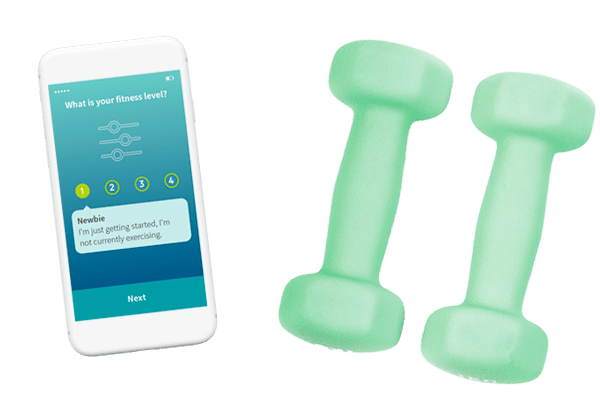 What is your fitness level?
1 2 3 4
Newbie
I'm just getting started, I'm
not currently exercising.
Next